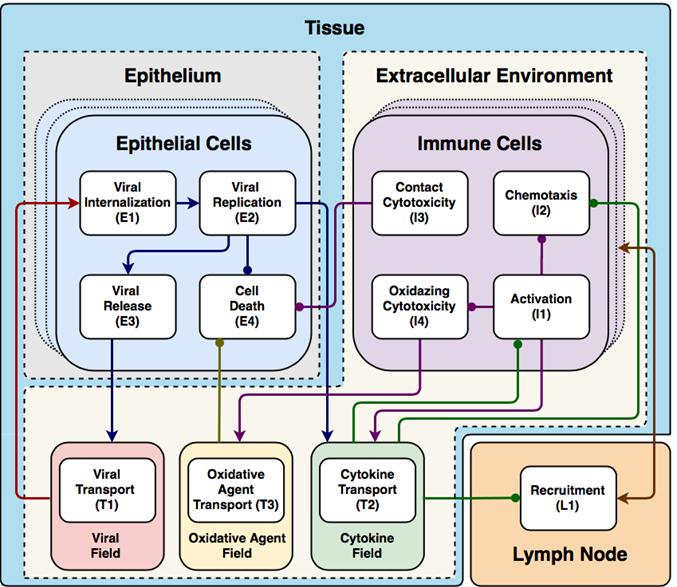 Tissue
Epithelium
Extracellular Environment
Epithelial Cells
Immune Cells
Viral
Internalization
(E1)
Viral
Replication
(E2)
Contact
Cytotoxicity
(I3)
Chemotaxis
(I2)
Viral
Release
(E3)
Cell
Death
(E4)
Oxidazing
Cytotoxicity
(I4)
Activation
(I1)
Viral
Transport
(T1)
Viral
Field
Oxidative
Agent
Transport (T3)
Oxidative Agent
Field
Cytokine
Transport
(T2)
Cytokine
Field
Recruitment
(L1)
Lymph Node